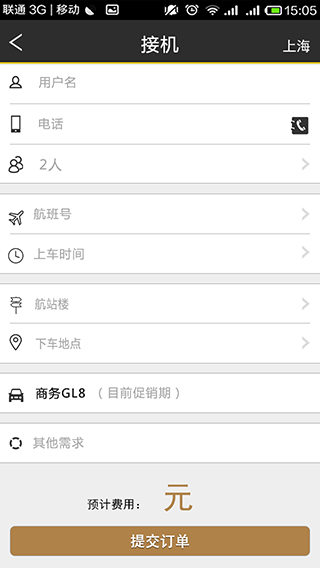 联通 3G | 移动 15:05
接机 上海
用户名
电话
2人
航班号
上车时间
航站楼
下车地点
商务GL8 （目前促销期）
其他需求
预计费用： 元
提交订单